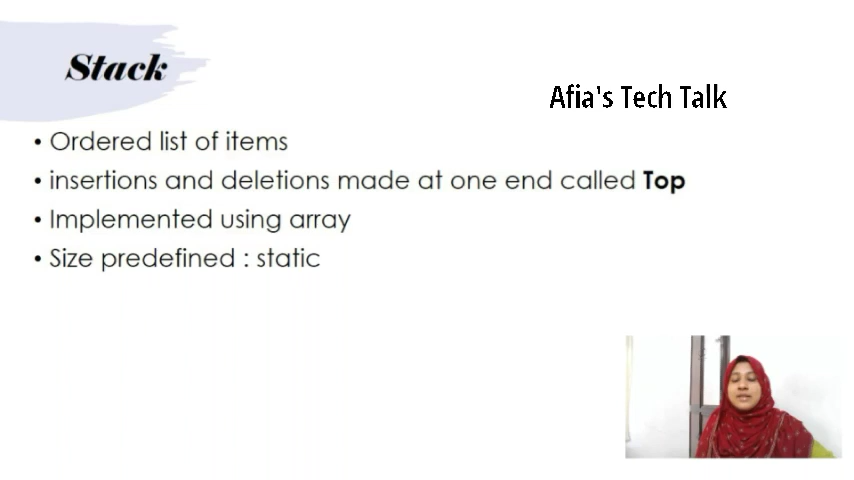 Stack
Afia's Tech Talk
• Ordered list of items
• insertions and deletions made at one end called Top
• Implemented using array
• Size predefined : static